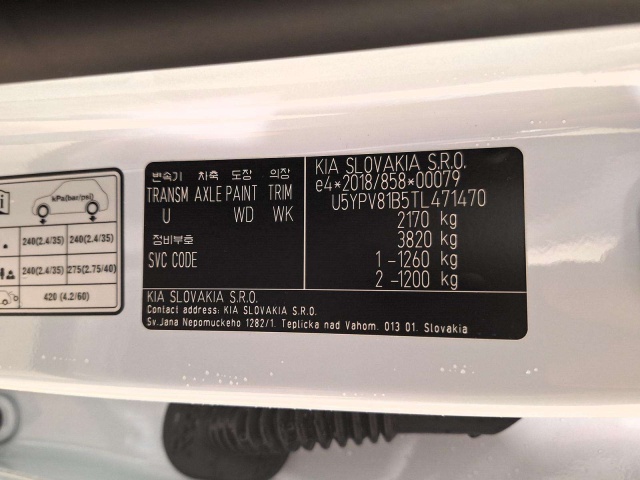 i
kPa(bar/psi)
240(2.4/35) 240(2.4/35)
240(2.4/35) 275(2.75/40)
420 (4.2/60)
변속기 차축 도장 의장
TRANSM AXLE PAINT TRIM
U WD WK
정비부호
SVC CODE
KIA SLOVAKIA S.R.O.
e4*2018/858*00079
U5YPV81B5TL471470
2170 kg
3820 kg
1 -1260 kg
2 -1200 kg
KIA SLOVAKIA S.R.O.
Contact address: KIA SLOVAKIA S.R.O.
Sv.Jana Nepomuckeho 1282/1. Teplicka nad Vahom. 013 01. Slovakia